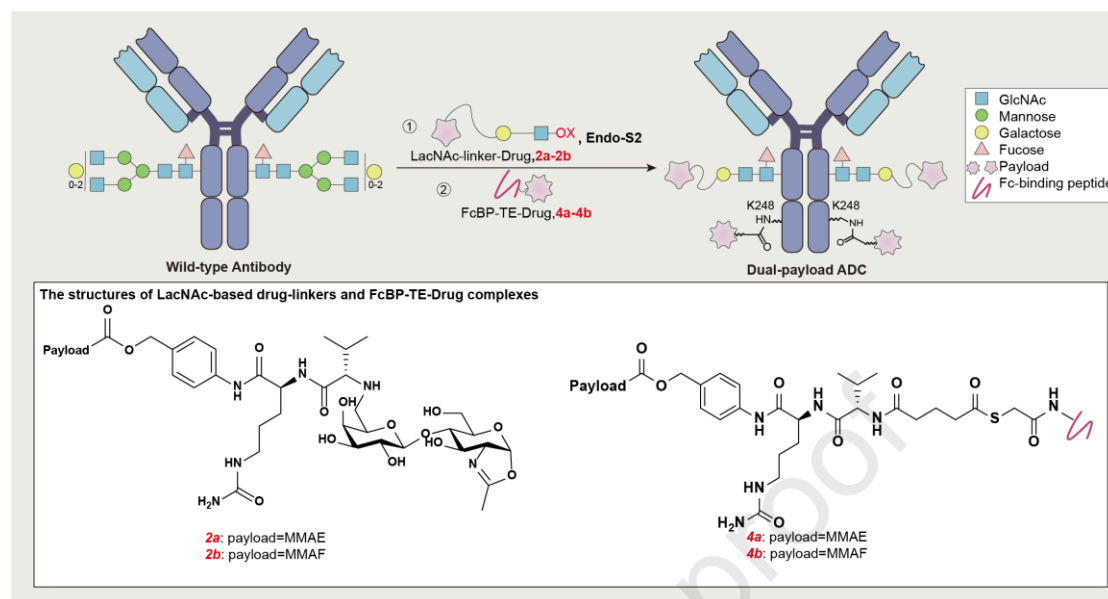 ①
OX , Endo-S2
LacNAc-linker-Drug,2a-2b
②
FcBP-TE-Drug,4a-4b
0-2
0-2
Wild-type Antibody
K248
K248
HN
NH
O
O
Dual-payload ADC
GlcNAc
Mannose
Galactose
Fucose
Payload
Fc-binding peptide
The structures of LacNAc-based drug-linkers and FcBP-TE-Drug complexes
O
Payload
O
O
N
H
H
N
O
NH
OH
O
HO
OH
O
HO
O
HO
N
O
HN
H2N
O
2a: payload=MMAE
2b: payload=MMAF
O
Payload
O
O
N
H
H
N
O
N
H
O
O
S
O
H
N
HN
H2N
O
4a: payload=MMAE
4b: payload=MMAF
proof